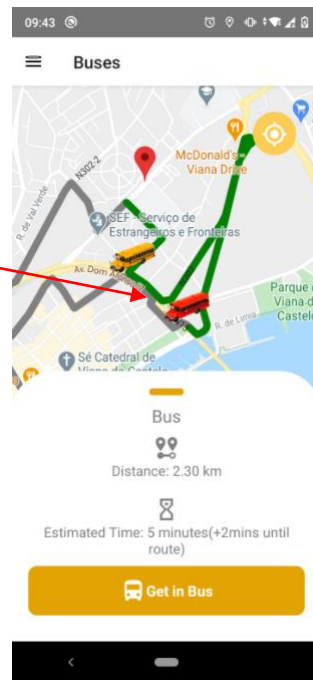 09:43
Buses
McDonald's -
Viana Drive
N302-2
R. de Val Verde
SEF - Serviço de
Estrangeiros e Fronteiras
Av. Dom Afonso
Parque
Viana d
Castelo
R. de Lima
Sé Catedral de
Viana do Castelo
Bus
Distance: 2.30 km
Estimated Time: 5 minutes(+2mins until
route)
Get in Bus